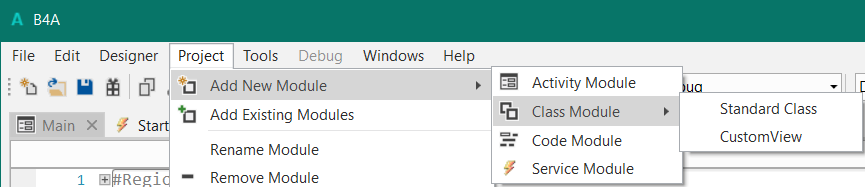 B4A
File Edit Designer Project Tools Debug Windows Help
Add New Module
Activity Module
Class Module
Standard Class
Add Existing Modules
Code Module
CustomView
Main
Start
Rename Module
Service Module
1 #Regio
Remove Module